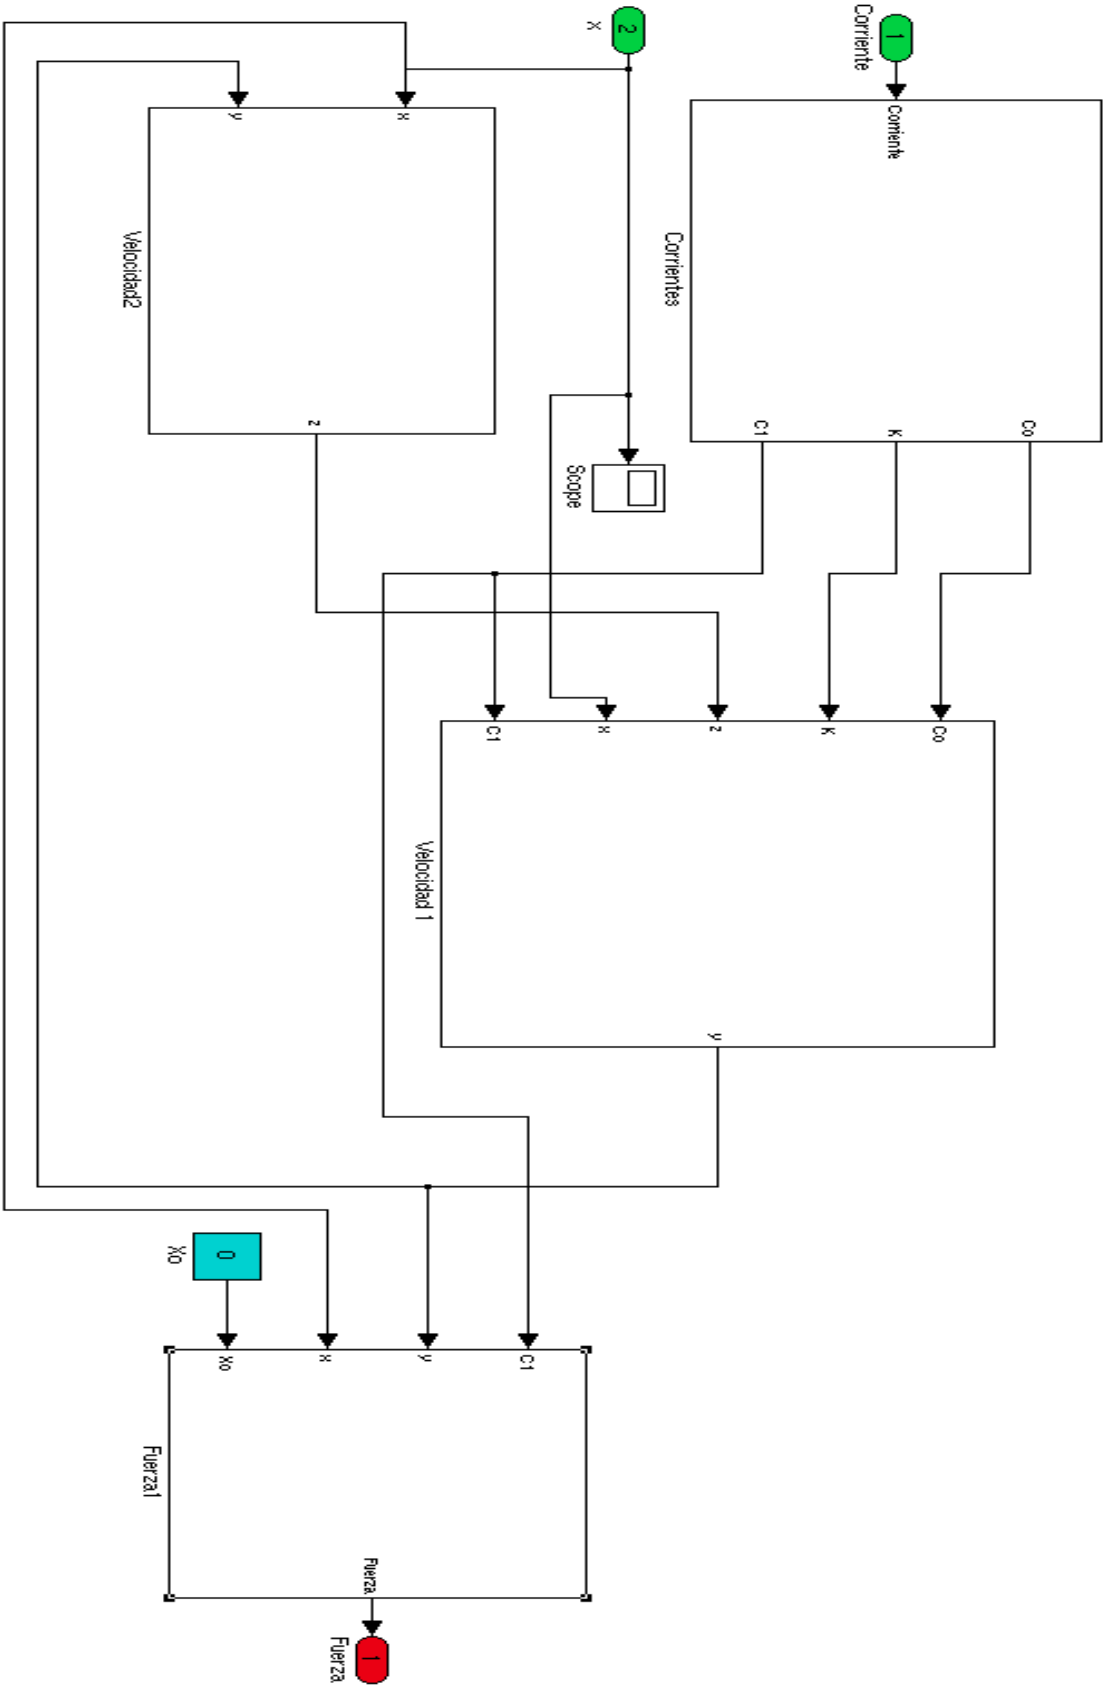 1
Corriente
Corriente
Co
K
C1
Corrientes
Co
K
z
x
C1
y
Velocidad 1
2
x
Scope
x
y
z
Velocidad2
C1
y
x
Xo
Fuerza
Fuerza1
0
Xo
1
Fuerza